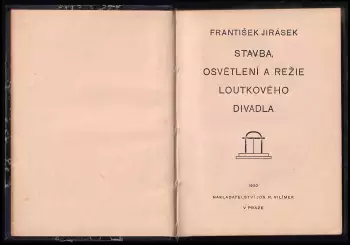 FRANTIŠEK JIRÁSEK
STAVBA,
OSVĚTLENÍ A REŽIE
LOUTKOVÉHO
DIVADLA
NAKLADATELSTVÍ JOS. R. VILÍMEK
V PRAZE